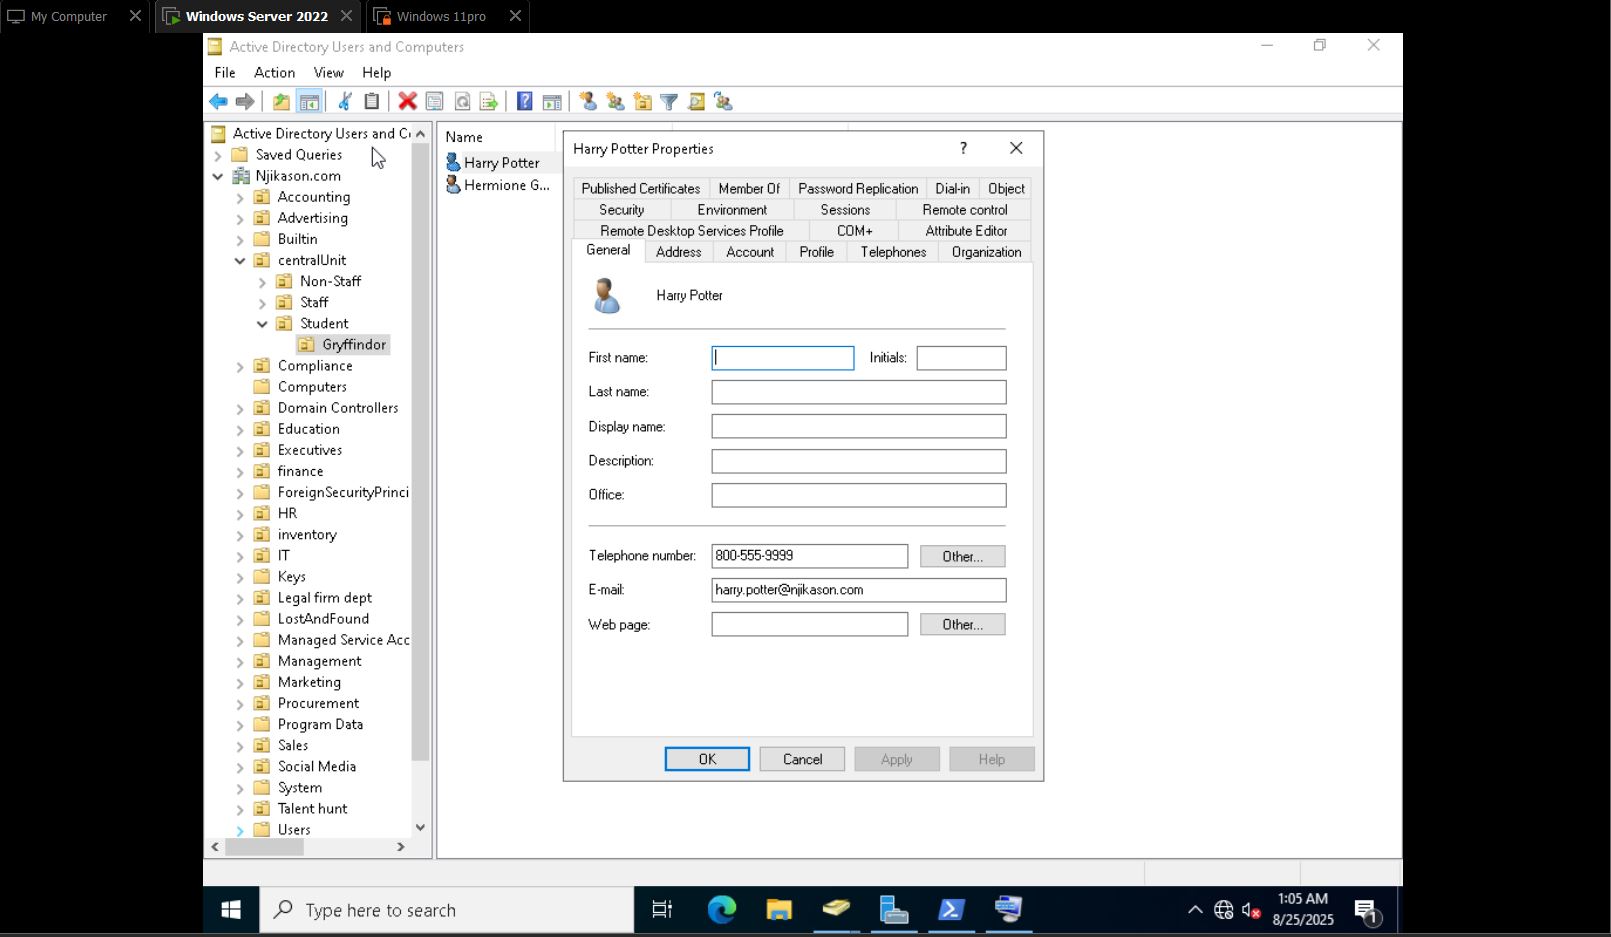 My Computer
Windows Server 2022
Windows 11pro
Active Directory Users and Computers
File Action View Help
Active Directory Users and C
Saved Queries
Njikason.com
Accounting
Advertising
Builtin
centralUnit
Non-Staff
Staff
Student
Gryffindor
Compliance
Computers
Domain Controllers
Education
Executives
finance
ForeignSecurityPrinci
HR
inventory
IT
Keys
Legal firm dept
LostAndFound
Managed Service Acc
Management
Marketing
Procurement
Program Data
Sales
Social Media
System
Talent hunt
Users
Name
Harry Potter
Hermione G...
Harry Potter Properties ?
Published Certificates Member Of Password Replication Dial-in Object
Security Environment Sessions Remote control
Remote Desktop Services Profile COM+ Attribute Editor
General Address Account Profile Telephones Organization
Harry Potter
First name: Initials:
Last name:
Display name:
Description:
Office:
Telephone number: 800-555-9999 Other...
E-mail: harry.potter@njikason.com
Web page: Other...
OK Cancel Apply Help
Type here to search
1:05 AM
8/25/2025
1